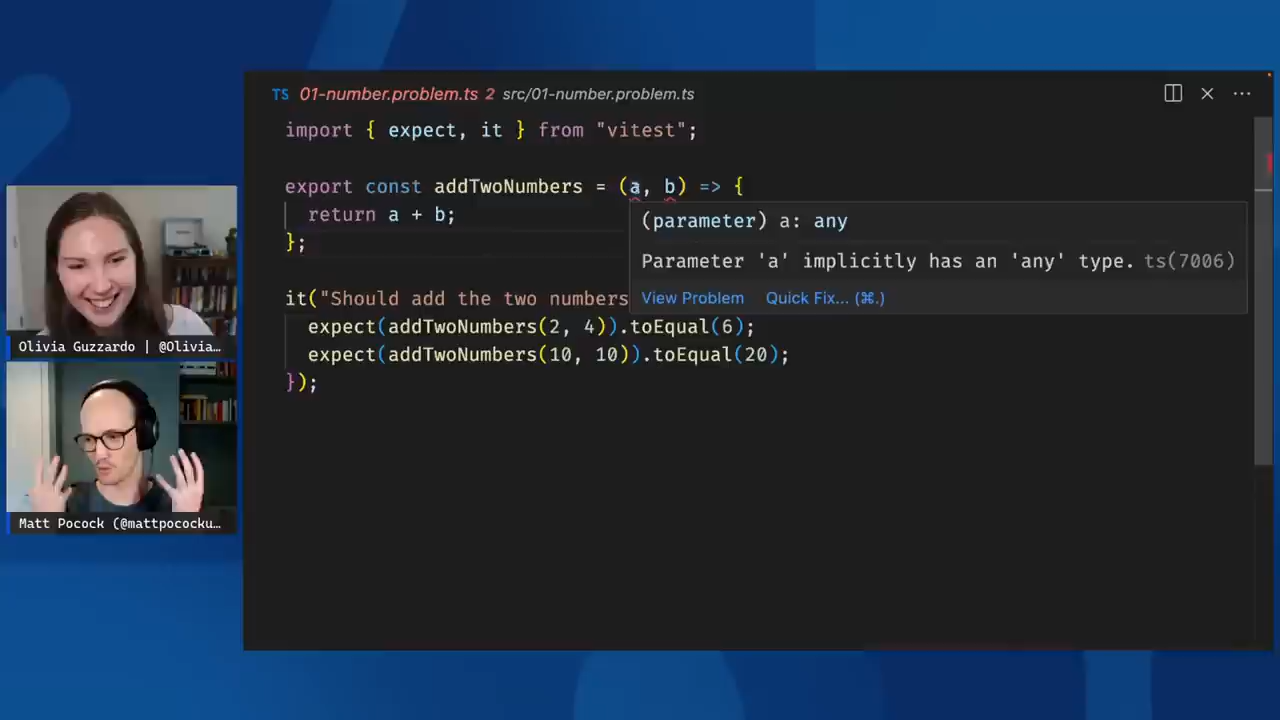 TS 01-number.problem.ts 2 src/01-number.problem.ts
import { expect, it } from "vitest";
export const addTwoNumbers = (a, b) => {
return a + b;
};
(parameter) a: any
Parameter 'a' implicitly has an 'any' type. ts(7006)
View Problem Quick Fix... (⌘.)
it("Should add the two numbers
expect(addTwoNumbers(2, 4)).toEqual(6);
expect(addTwoNumbers(10, 10)).toEqual(20);
});
Olivia Guzzardo | @Olivia…
Matt Pocock (@mattpococku…